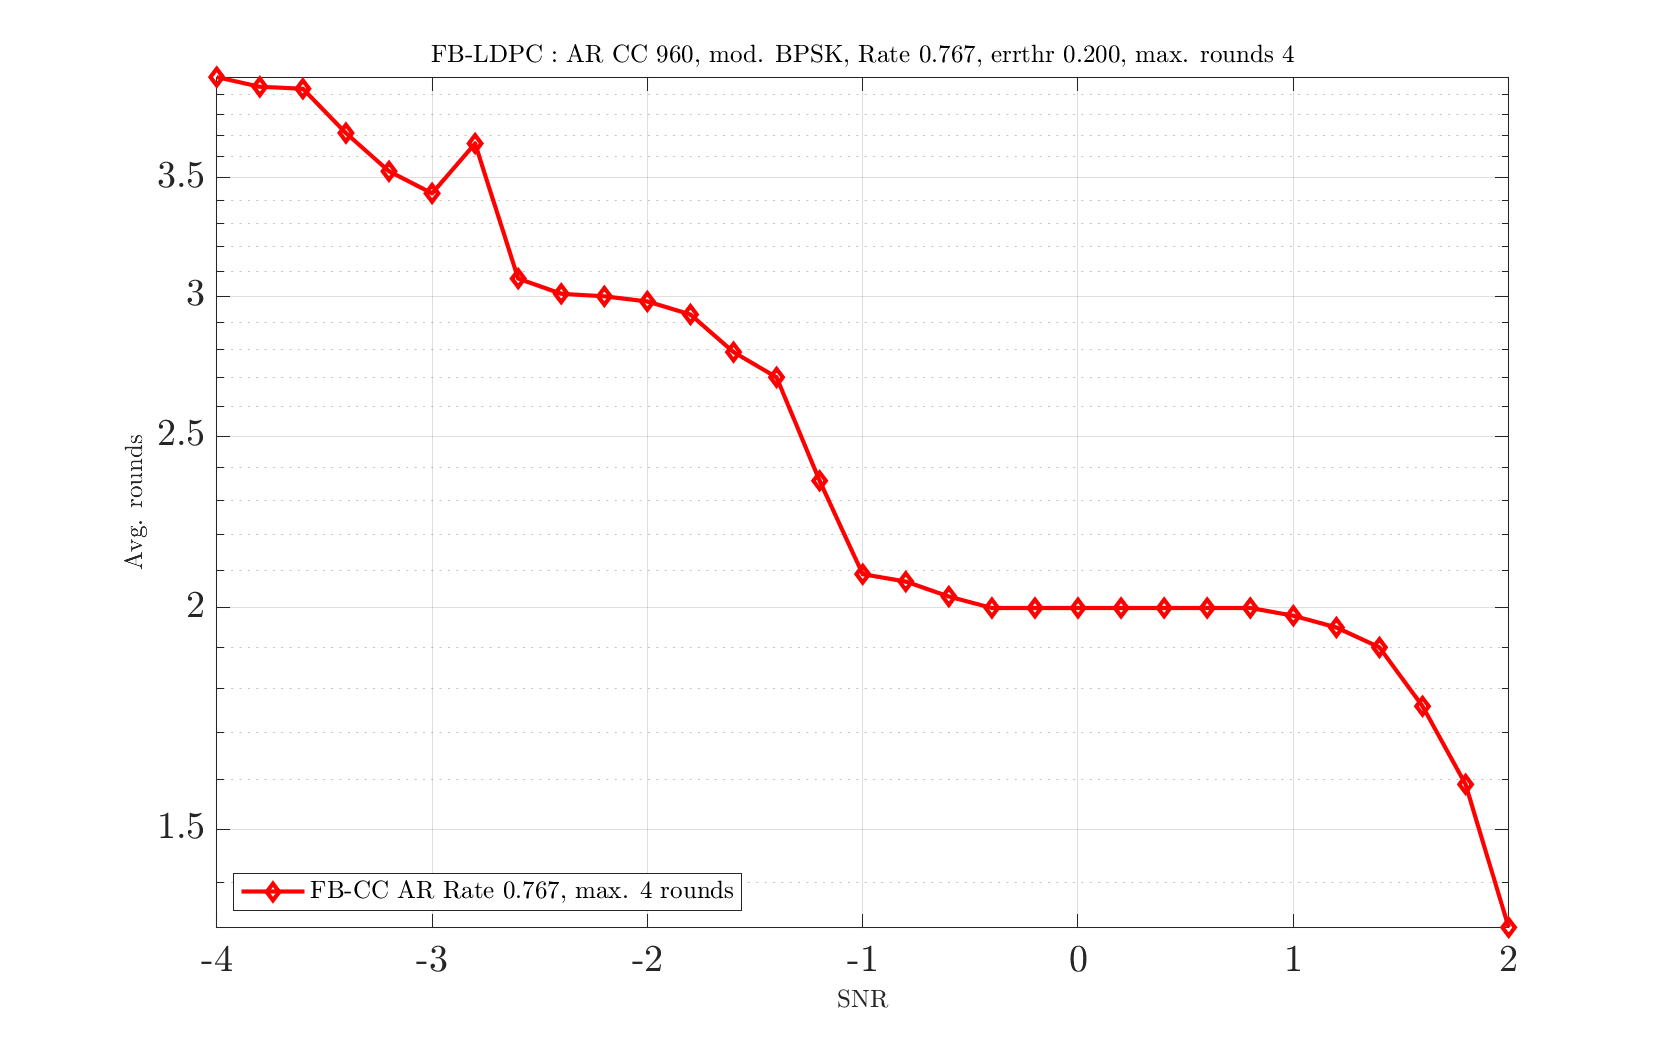 FB-LDPC : AR CC 960, mod. BPSK, Rate 0.767, errthr 0.200, max. rounds 4
3.5
3
2.5
2
1.5
Avg. rounds
FB-CC AR Rate 0.767, max. 4 rounds
-4 -3 -2 -1 0 1 2
SNR